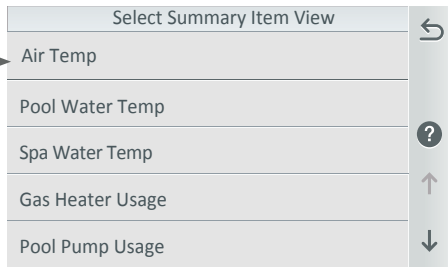 Select Summary Item View
Air Temp
Pool Water Temp
?
Spa Water Temp
Gas Heater Usage
Pool Pump Usage